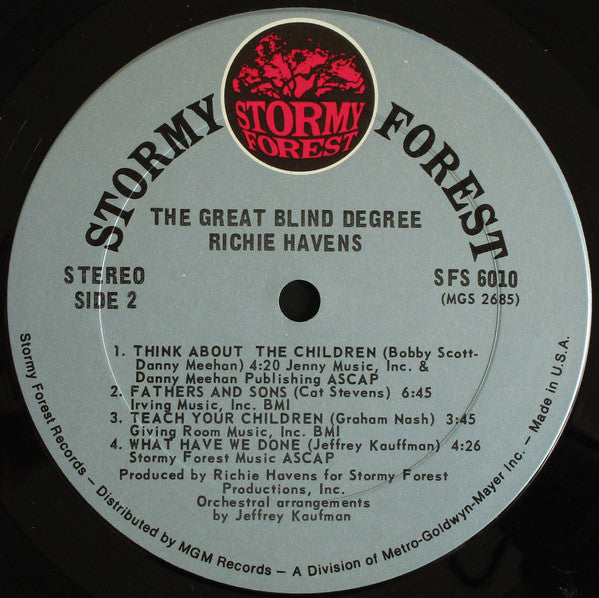 STORMY FOREST
STORMY
FOREST
THE GREAT BLIND DEGREE
RICHIE HAVENS
STEREO
SIDE 2
SFS 6010
(MGS 2685)
1. THINK ABOUT THE CHILDREN (Bobby Scott-
Danny Meehan) 4:20 Jenny Music, Inc. &
Danny Meehan Publishing ASCAP
2. FATHERS AND SONS (Cat Stevens) 6:45
Irving Music, Inc. BMI
3. TEACH YOUR CHILDREN (Graham Nash) 3:45
Giving Room Music, Inc. BMI
4. WHAT HAVE WE DONE (Jeffrey Kauffman) 4:26
Stormy Forest Music ASCAP
Produced by Richie Havens for Stormy Forest
Productions, Inc.
Orchestral arrangements
by Jeffrey Kaufman
Stormy Forest Records - Distributed by MGM Records - A Division of Metro-Goldwyn-Mayer Inc. - Made in U.S.A.